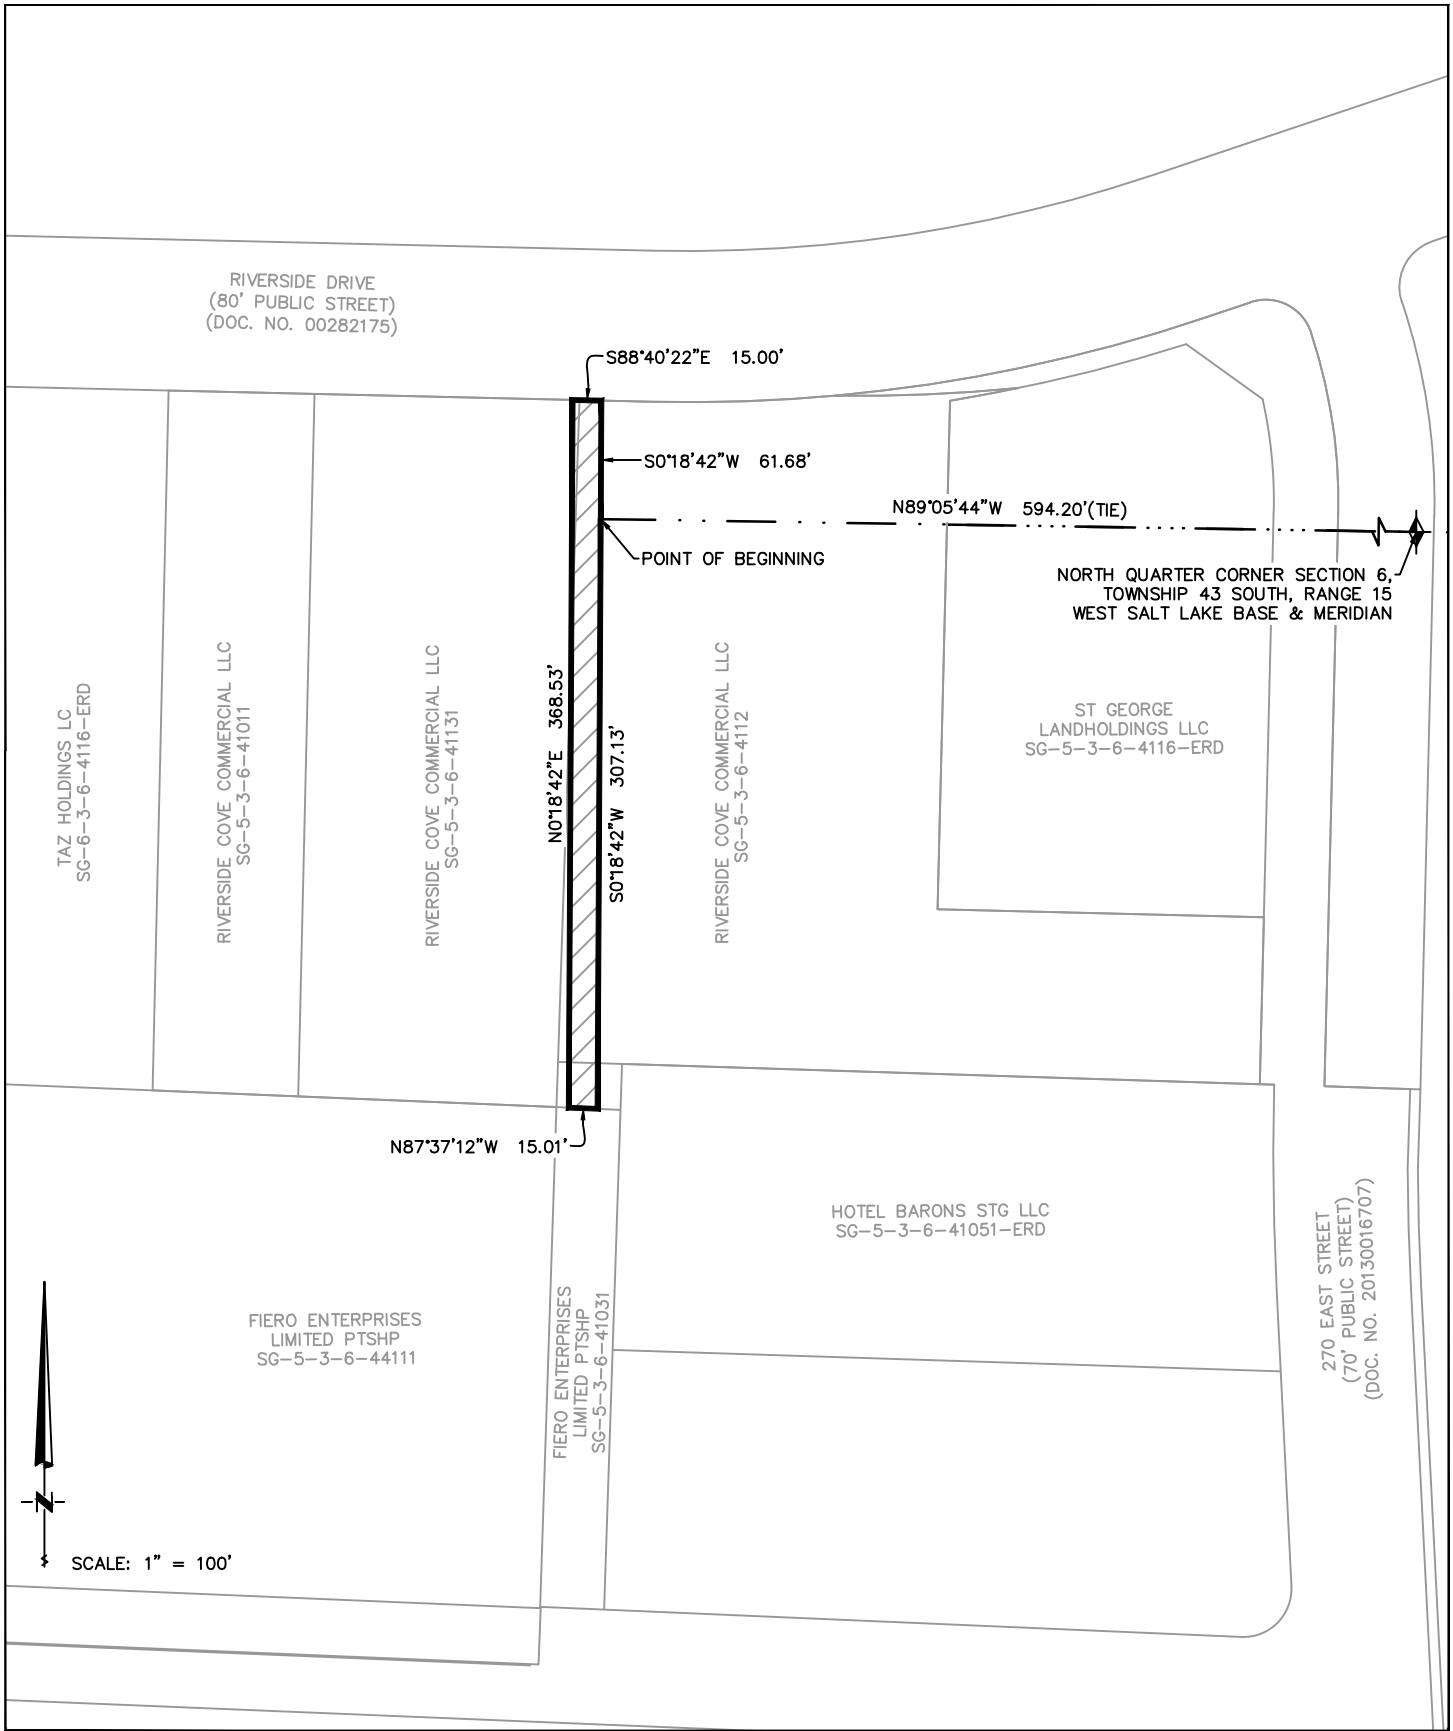 RIVERSIDE DRIVE
(80' PUBLIC STREET)
(DOC. NO. 00282175)
S88°40'22"E 15.00'
S0°18'42"W 61.68'
N89°05'44"W 594.20'(TIE)
POINT OF BEGINNING
NORTH QUARTER CORNER SECTION 6,
TOWNSHIP 43 SOUTH, RANGE 15
WEST SALT LAKE BASE & MERIDIAN
TAZ HOLDINGS LC
SG-6-3-6-4116-ERD
RIVERSIDE COVE COMMERCIAL LLC
SG-5-3-6-41011
RIVERSIDE COVE COMMERCIAL LLC
SG-5-3-6-41131
N0°18'42"E 368.53'
S0°18'42"W 307.13'
RIVERSIDE COVE COMMERCIAL LLC
SG-5-3-6-4112
ST GEORGE
LANDHOLDINGS LLC
SG-5-3-6-4116-ERD
N87°37'12"W 15.01'
HOTEL BARONS STG LLC
SG-5-3-6-41051-ERD
270 EAST STREET
(70' PUBLIC STREET)
(DOC. NO. 20130016707)
FIERO ENTERPRISES
LIMITED PTSHP
SG-5-3-6-44111
FIERO ENTERPRISES
LIMITED PTSHP
SG-5-3-6-41031
N
SCALE: 1" = 100'